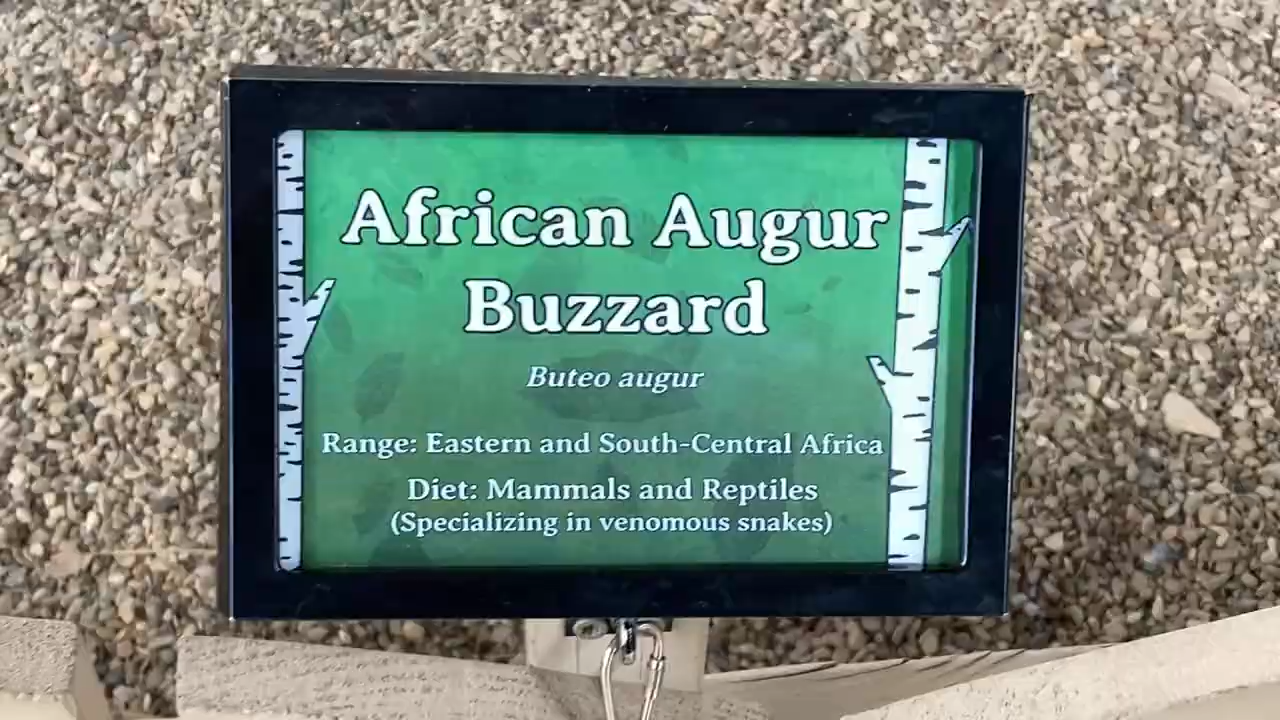 African Augur
Buzzard
Buteo augur
Range: Eastern and South-Central Africa
Diet: Mammals and Reptiles
(Specializing in venomous snakes)